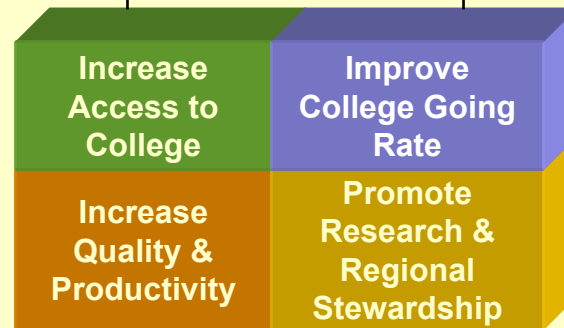 Increase
Access to
College
Improve
College Going
Rate
Increase
Quality &
Productivity
Promote
Research &
Regional
Stewardship